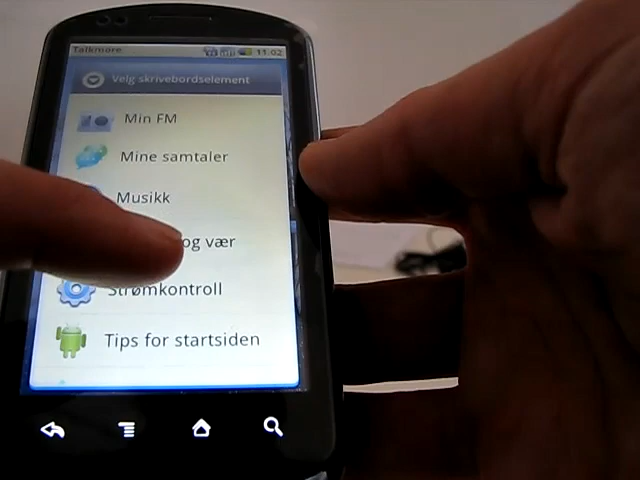 Talkmore 11:02
Velg skrivebordselement
Min FM
Mine samtaler
Musikk
og vær
Strømkontroll
Tips for startsiden